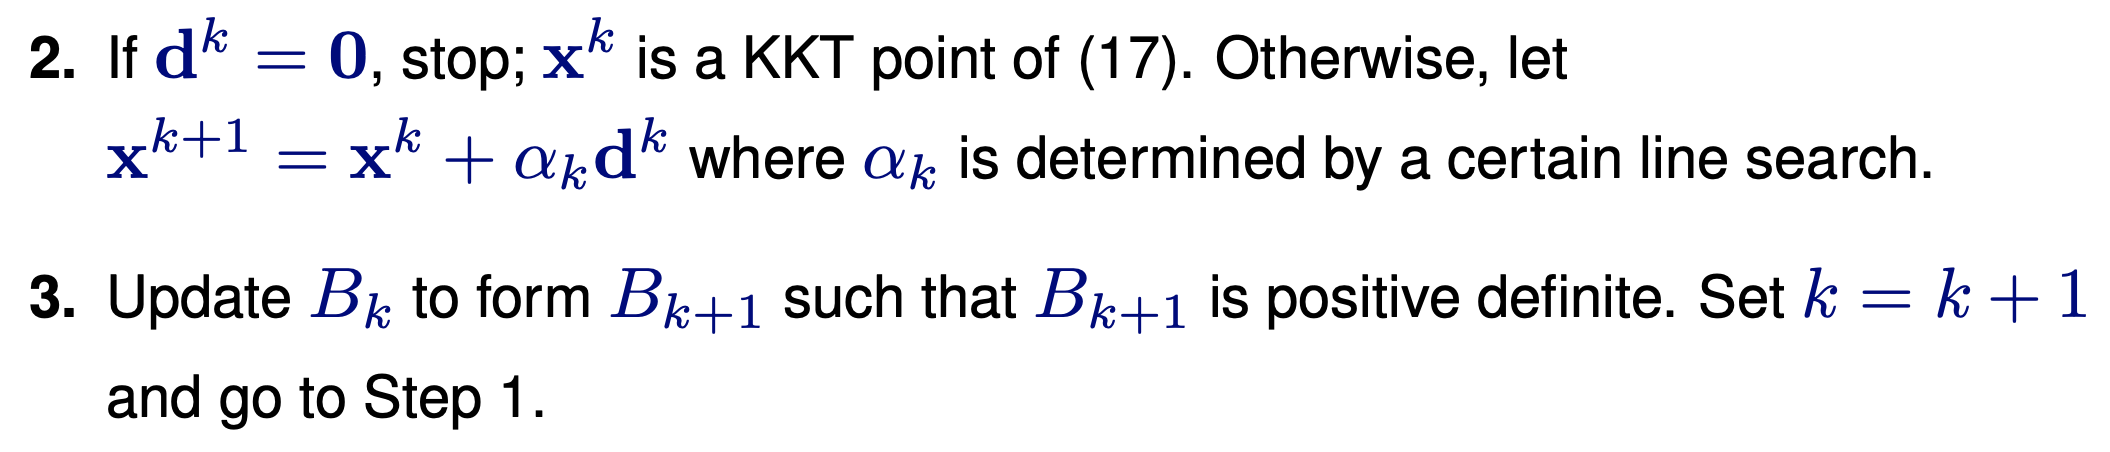 2. If d^k = 0, stop; x^k is a KKT point of (17). Otherwise, let
x^{k+1} = x^k + α_k d^k where α_k is determined by a certain line search.
3. Update B_k to form B_{k+1} such that B_{k+1} is positive definite. Set k = k + 1
and go to Step 1.